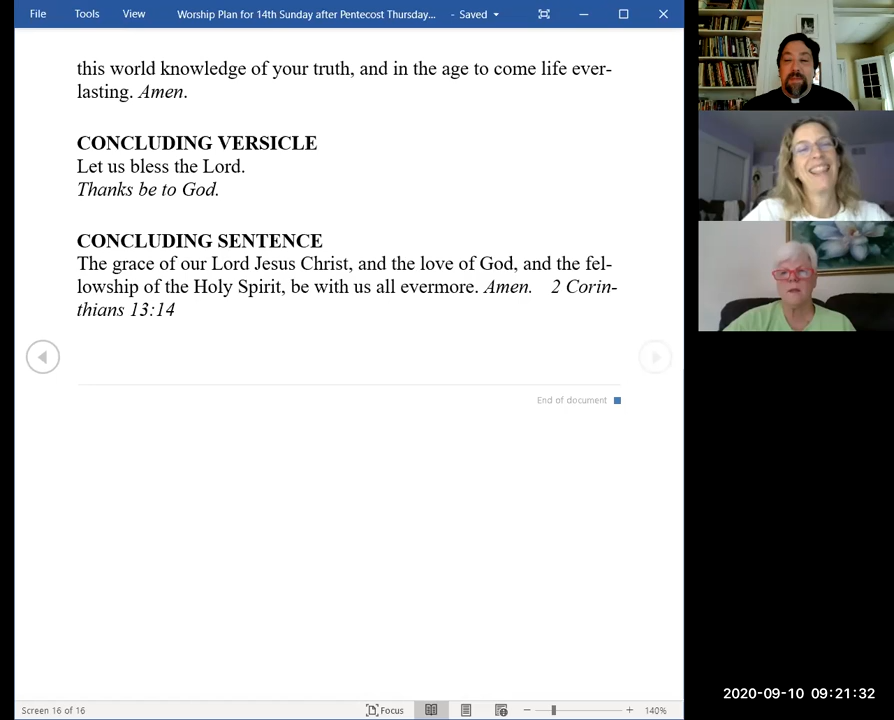 File Tools View Worship Plan for 14th Sunday after Pentecost Thursday... - Saved
this world knowledge of your truth, and in the age to come life ever-
lasting. Amen.
CONCLUDING VERSICLE
Let us bless the Lord.
Thanks be to God.
CONCLUDING SENTENCE
The grace of our Lord Jesus Christ, and the love of God, and the fel-
lowship of the Holy Spirit, be with us all evermore. Amen. 2 Corin-
thians 13:14
End of document
2020-09-10 09:21:32
Screen 16 of 16 Focus 140%